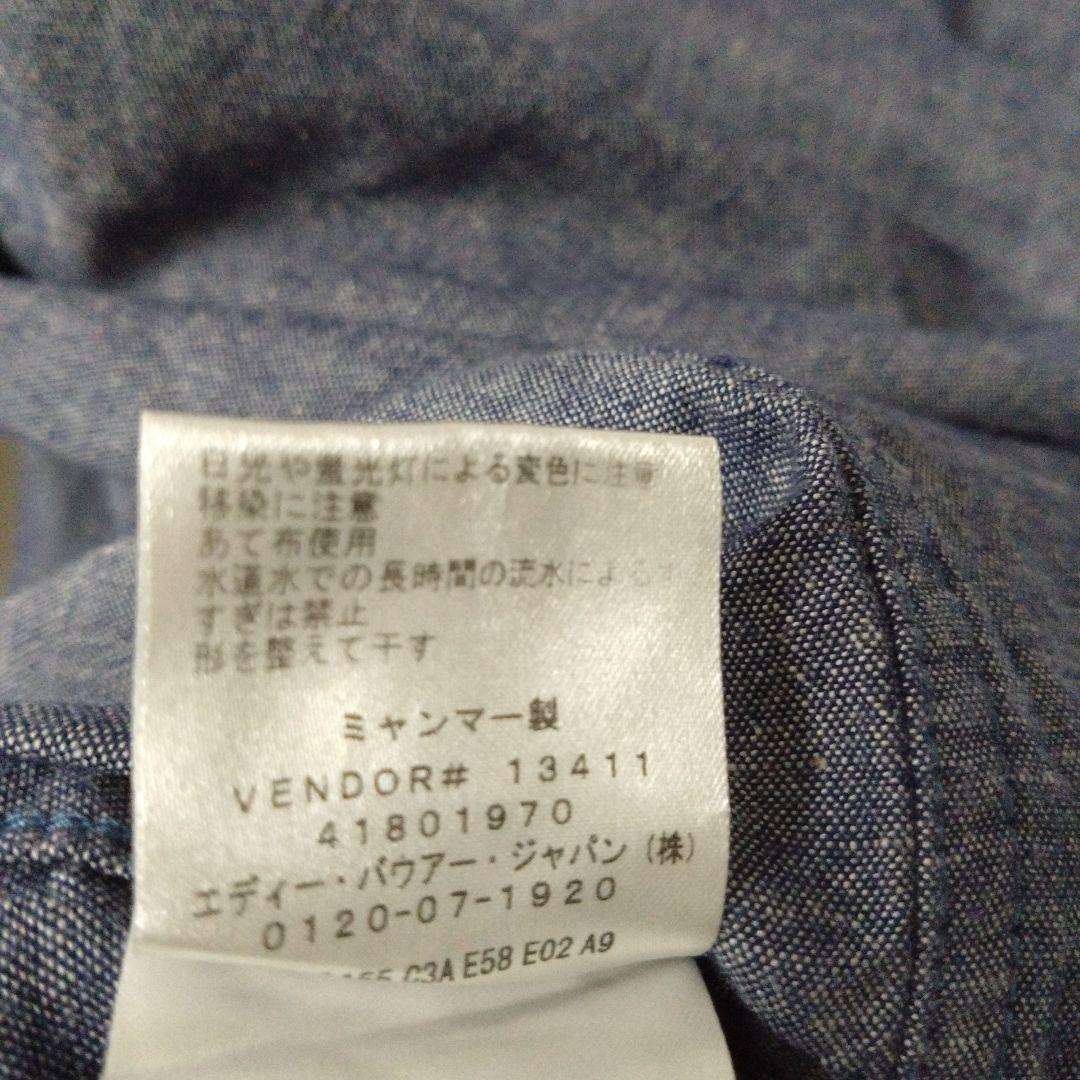 日光や蛍光灯による変色に注意
移染に注意
あて布使用
水道水での長時間の流水による
すぎは禁止
形を整えて干す
ミャンマー製
VENDOR# 13411
41801970
エディー・バウアー・ジャパン(株)
0120-07-1920
C3A E58 E02 A9